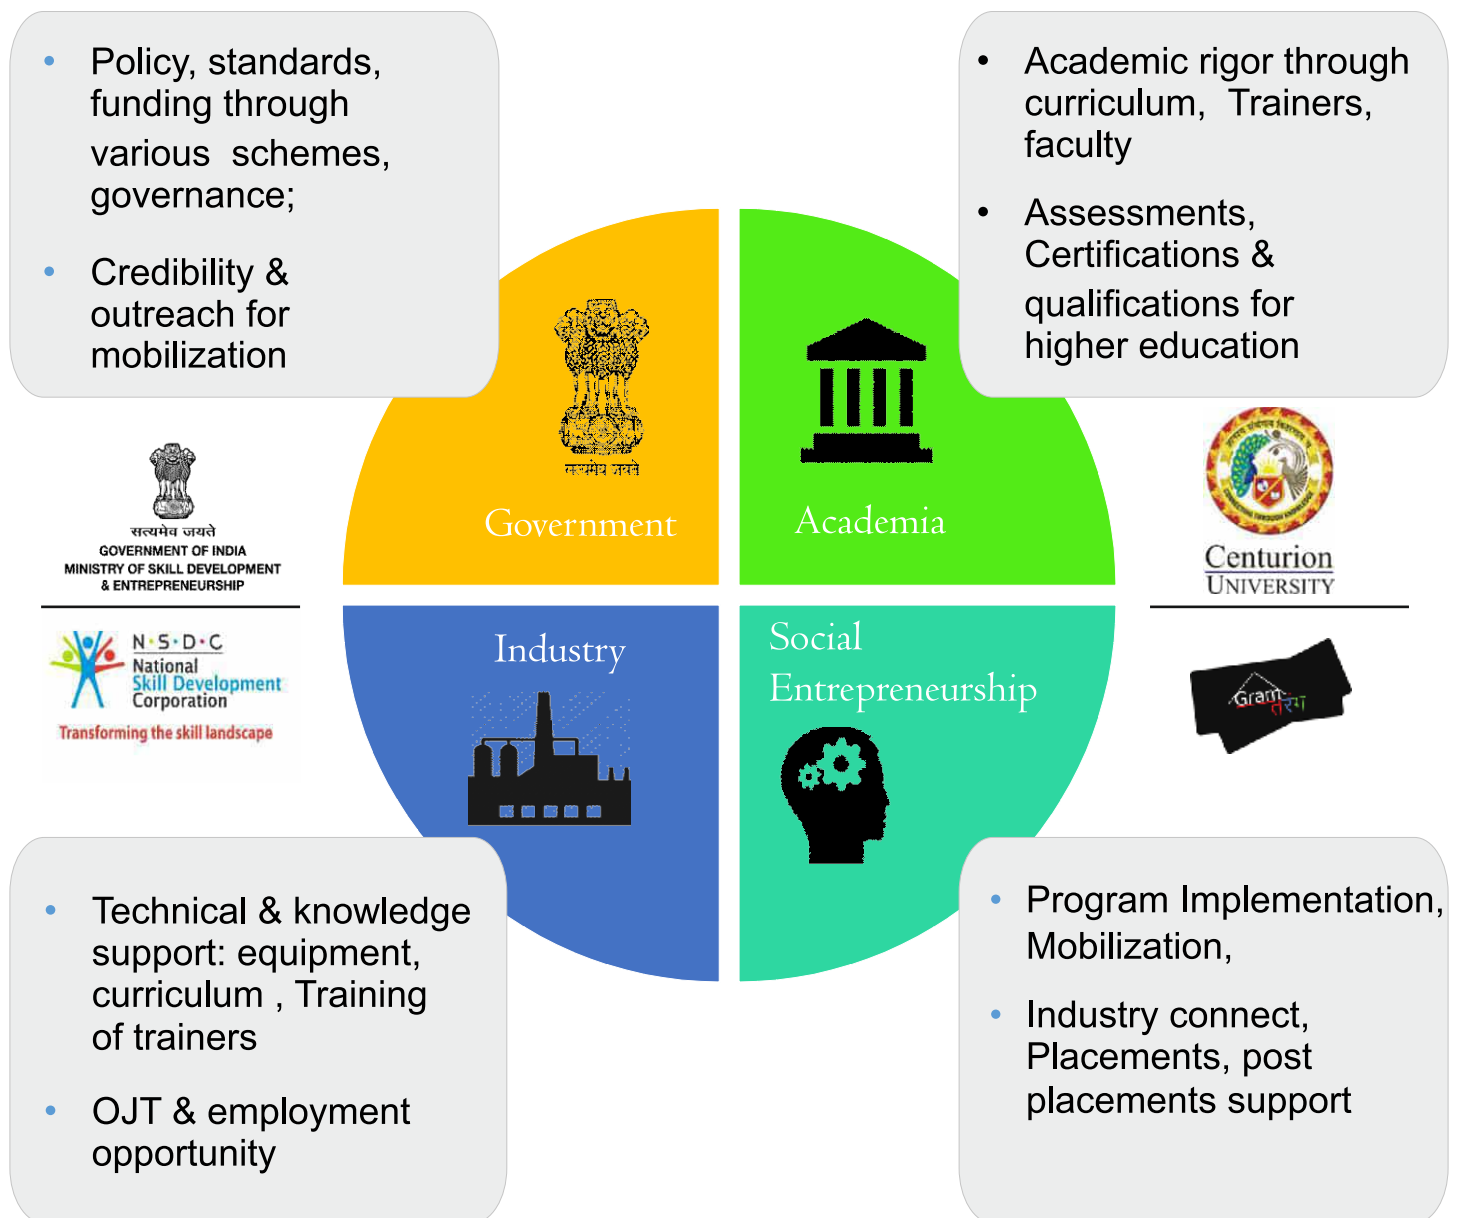 • Policy, standards,
funding through
various schemes,
governance;
• Credibility &
outreach for
mobilization
• Academic rigor through
curriculum, Trainers,
faculty
• Assessments,
Certifications &
qualifications for
higher education
सत्यमेव जयते
Government
Academia
सत्यमेव जयते
GOVERNMENT OF INDIA
MINISTRY OF SKILL DEVELOPMENT
& ENTREPRENEURSHIP
N·S·D·C
National
Skill Development
Corporation
Transforming the skill landscape
Centurion
UNIVERSITY
Gram
तरंग
Industry
Social
Entrepreneurship
• Technical & knowledge
support: equipment,
curriculum , Training
of trainers
• OJT & employment
opportunity
• Program Implementation,
Mobilization,
• Industry connect,
Placements, post
placements support